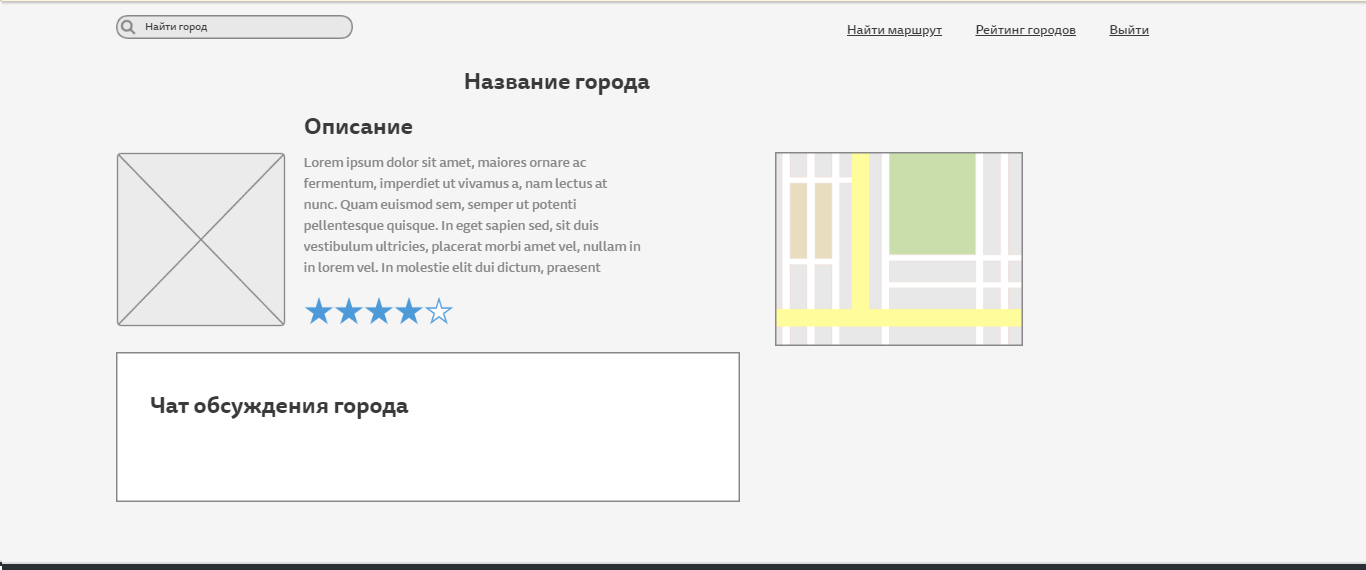 Найти город
Найти маршрут
Рейтинг городов
Выйти
Название города
Описание
Lorem ipsum dolor sit amet, maiores ornare ac
fermentum, imperdiet ut vivamus a, nam lectus at
nunc. Quam euismod sem, semper ut potenti
pellentesque quisque. In eget sapien sed, sit duis
vestibulum ultricies, placerat morbi amet vel, nullam in
in lorem vel. In molestie elit dui dictum, praesent
Чат обсуждения города